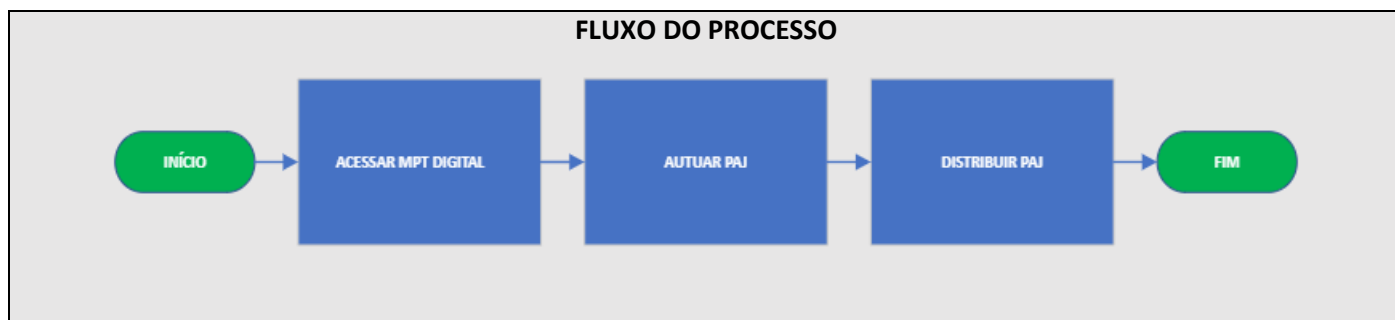 FLUXO DO PROCESSO
INÍCIO
ACESSAR MPT DIGITAL
AUTUAR PAJ
DISTRIBUIR PAJ
FIM